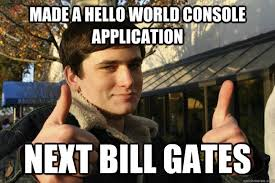 MADE A HELLO WORLD CONSOLE
APPLICATION
NEXT BILL GATES